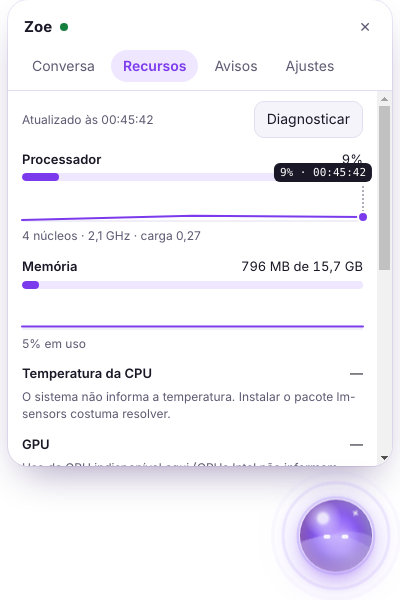 Zoe
×
Conversa Recursos Avisos Ajustes
Atualizado às 00:45:42 Diagnosticar
Processador 9%
9% · 00:45:42
4 núcleos · 2,1 GHz · carga 0,27
Memória 796 MB de 15,7 GB
5% em uso
Temperatura da CPU —
O sistema não informa a temperatura. Instalar o pacote lm-
sensors costuma resolver.
GPU —